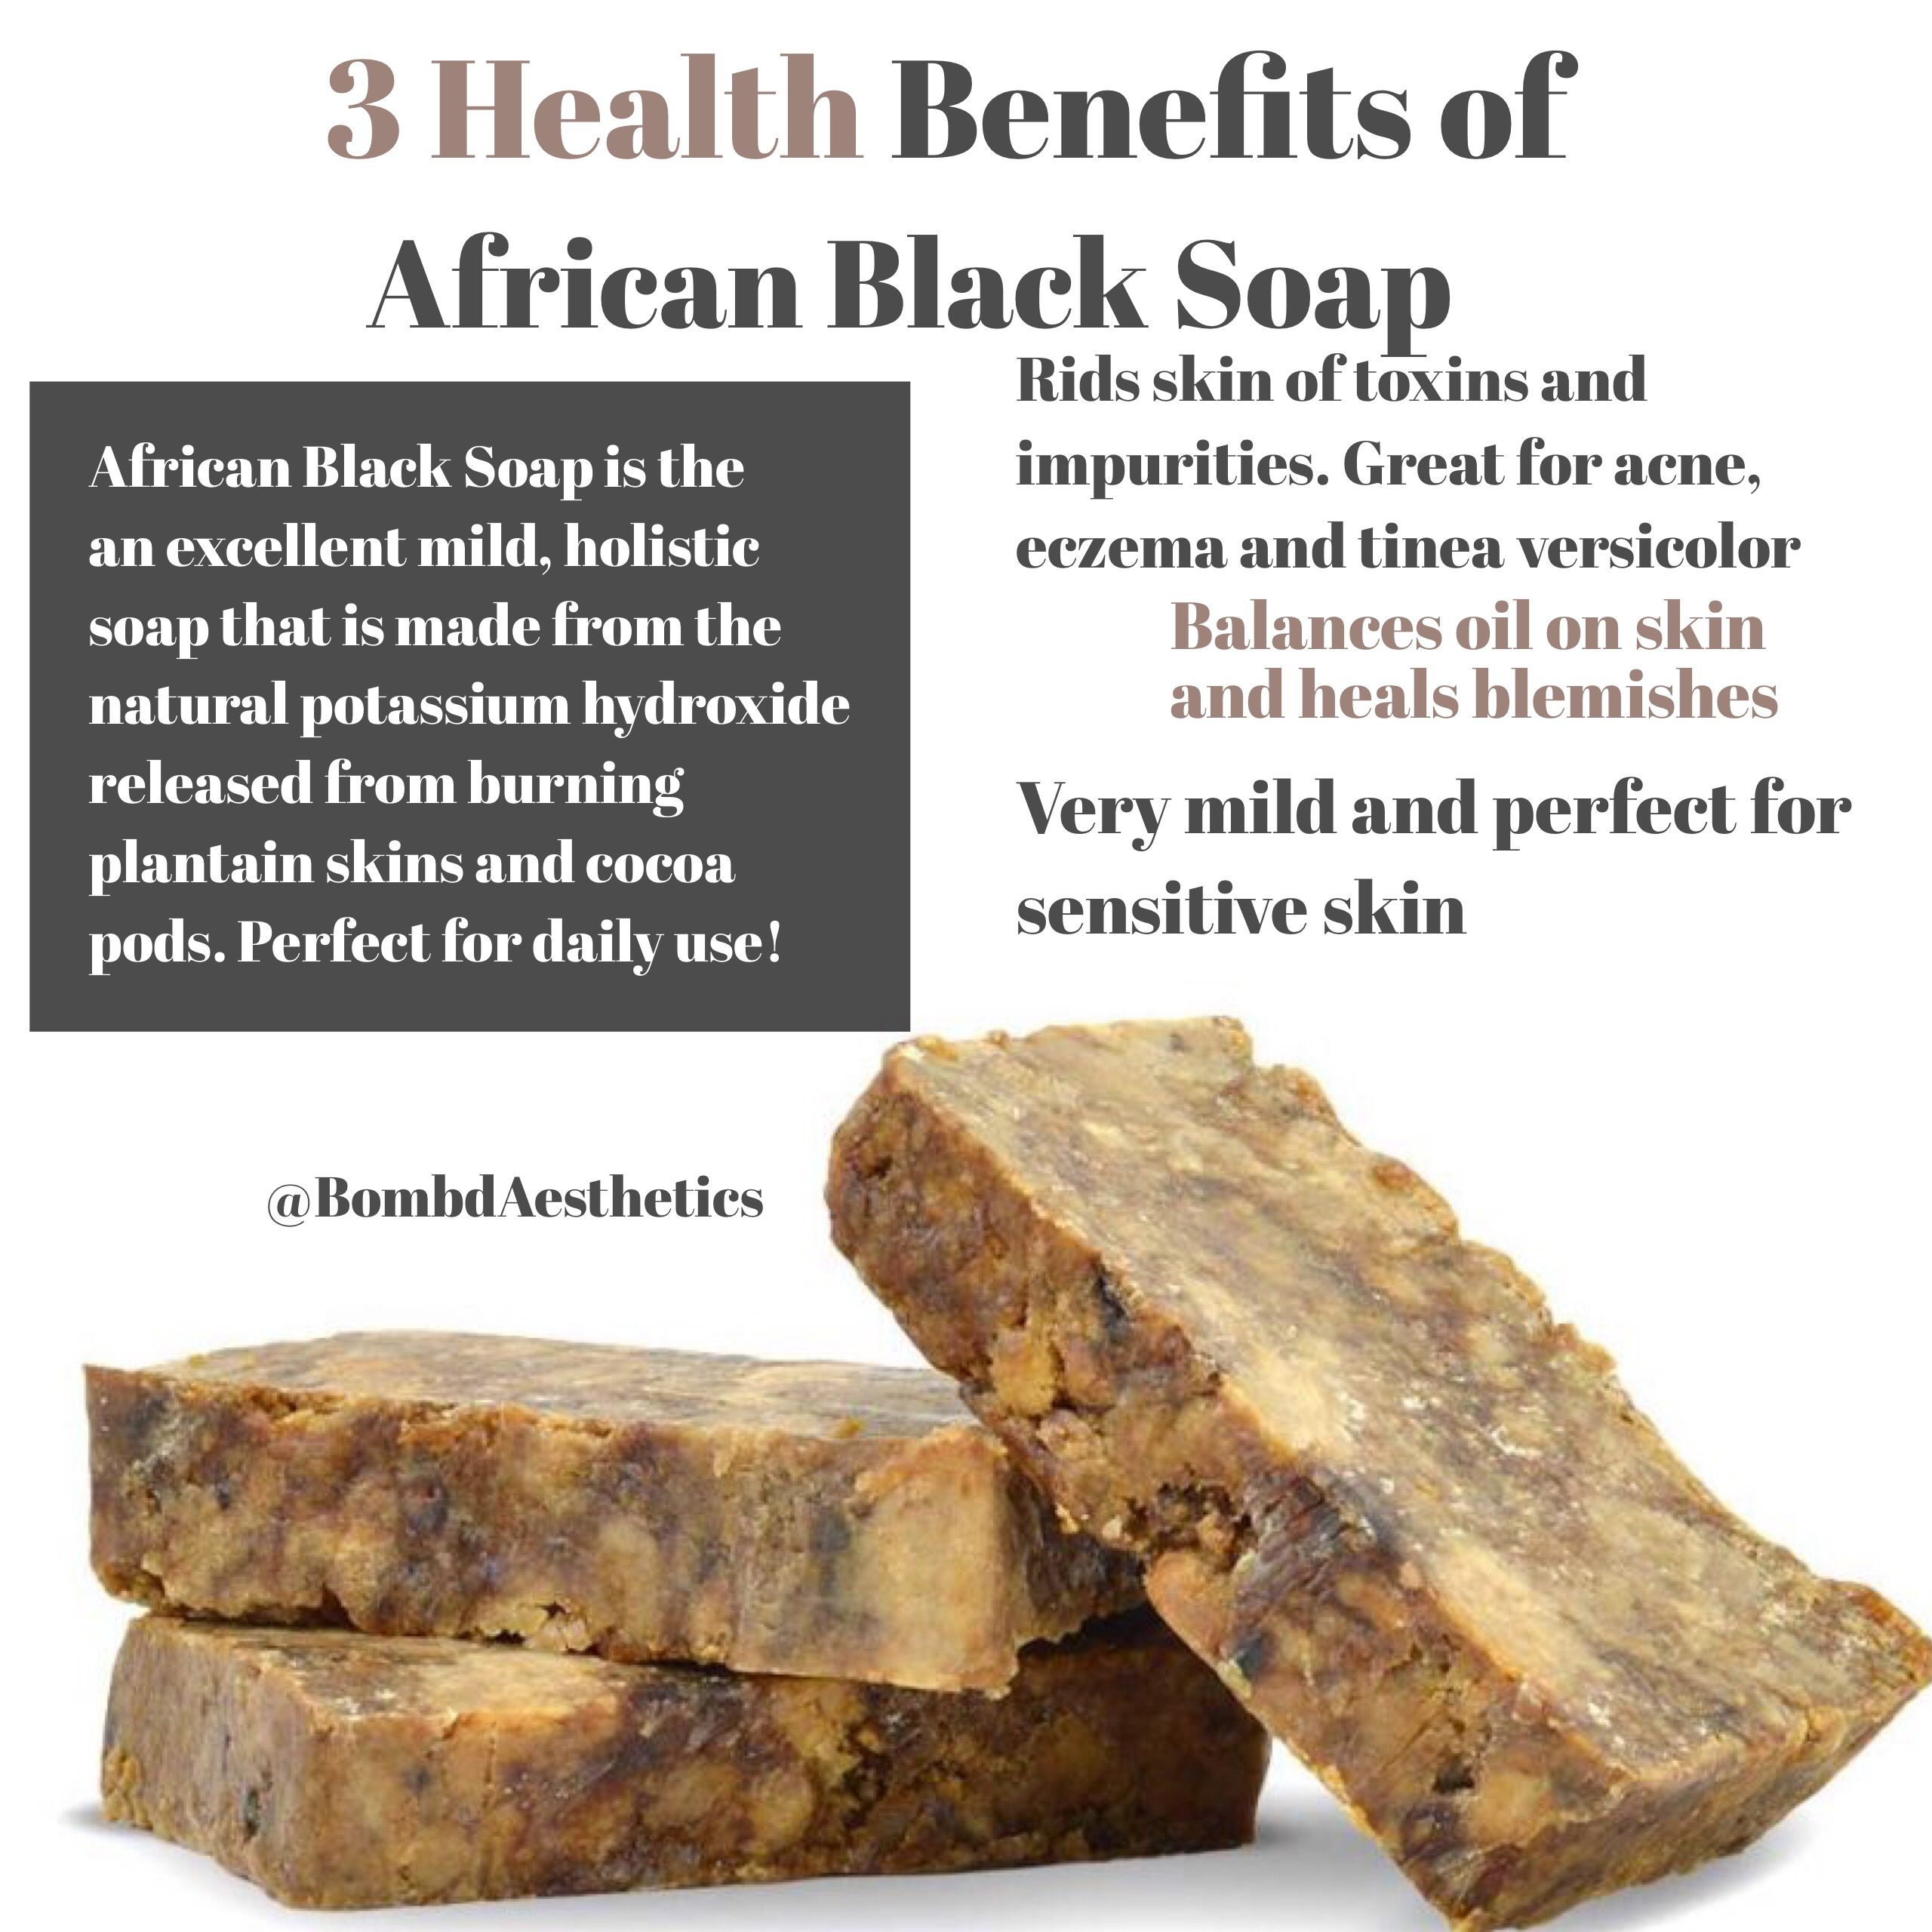 3 Health Benefits of
African Black Soap
African Black Soap is the
an excellent mild, holistic
soap that is made from the
natural potassium hydroxide
released from burning
plantain skins and cocoa
pods. Perfect for daily use!
Rids skin of toxins and
impurities. Great for acne,
eczema and tinea versicolor
Balances oil on skin
and heals blemishes
Very mild and perfect for
sensitive skin
@BombdAesthetics